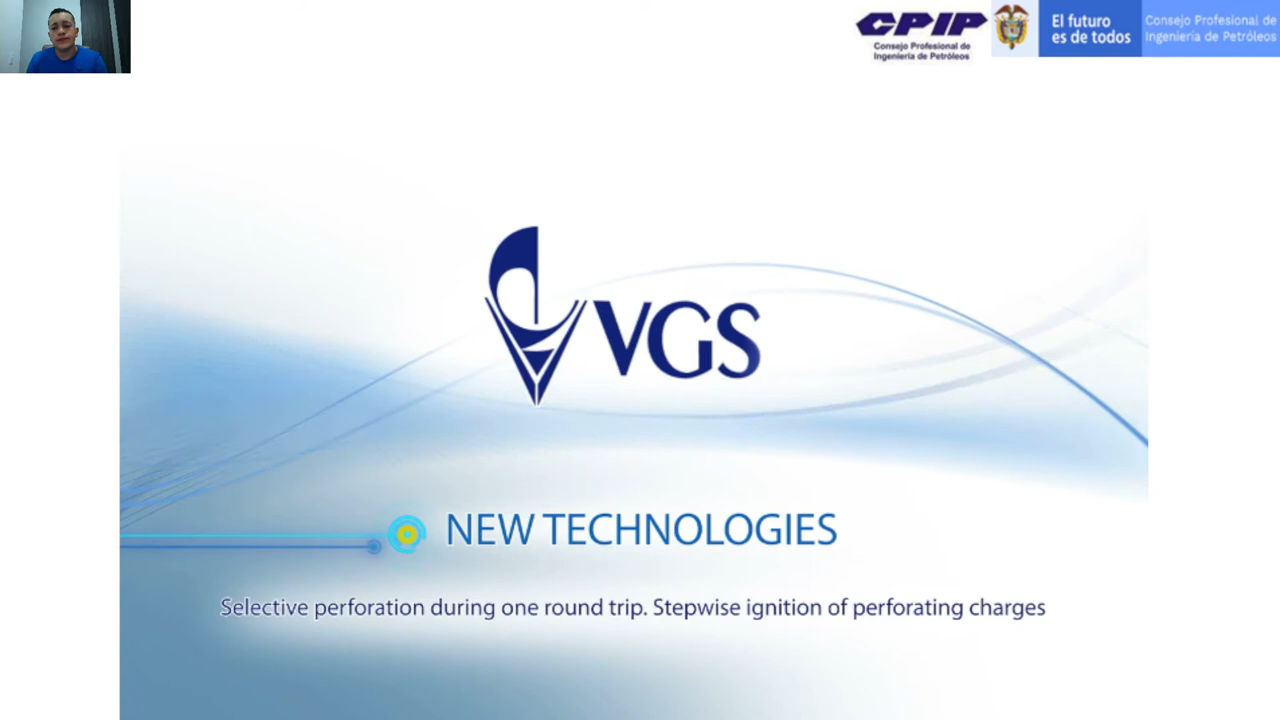 CPIP
Consejo Profesional de
Ingeniería de Petróleos
El futuro
es de todos
Consejo Profesional de
Ingeniería de Petróleos
VGS
NEW TECHNOLOGIES
Selective perforation during one round trip. Stepwise ignition of perforating charges